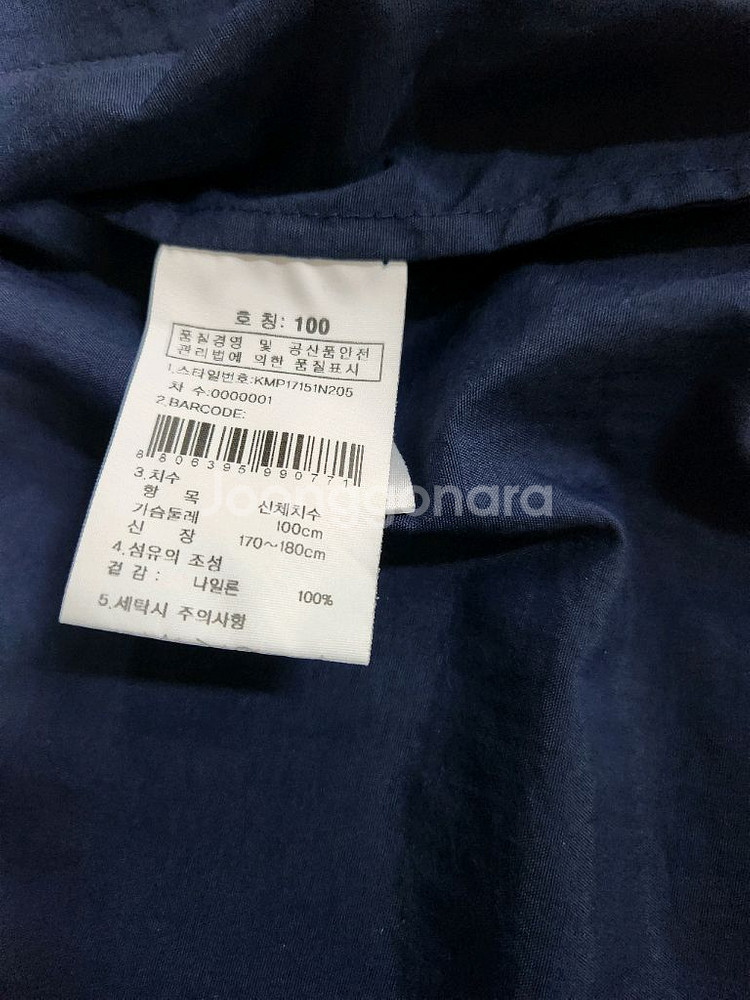 호 칭: 100
품질경영 및 공산품안전
관리법에 의한 품질표시
1.스타일번호:KMP17151N205
차 수:0000001
2.BARCODE:
8806395990771
3.치수
항 목 신체치수
가슴둘레 100cm
신 장 170~180cm
4.섬유의 조성
겉 감: 나일론 100%
5.세탁시 주의사항
Joonggonara